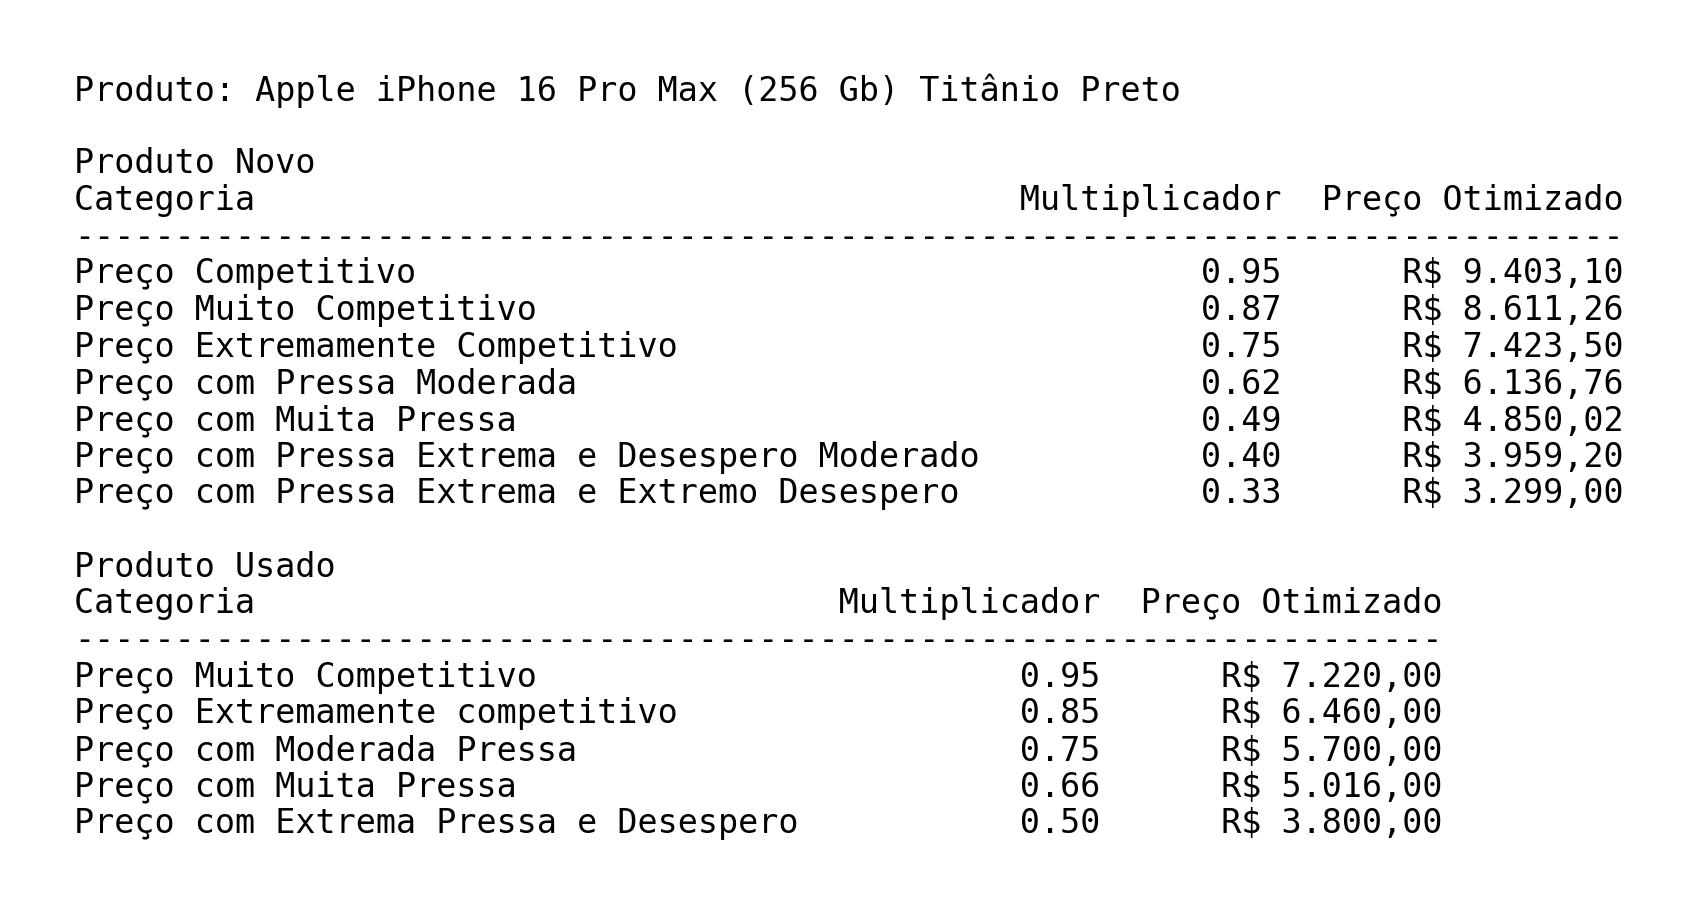 Produto: Apple iPhone 16 Pro Max (256 Gb) Titânio Preto
Produto Novo
Categoria Multiplicador Preço Otimizado
-----------------------------------------------------------------------------
Preço Competitivo 0.95 R$ 9.403,10
Preço Muito Competitivo 0.87 R$ 8.611,26
Preço Extremamente Competitivo 0.75 R$ 7.423,50
Preço com Pressa Moderada 0.62 R$ 6.136,76
Preço com Muita Pressa 0.49 R$ 4.850,02
Preço com Pressa Extrema e Desespero Moderado 0.40 R$ 3.959,20
Preço com Pressa Extrema e Extremo Desespero 0.33 R$ 3.299,00
Produto Usado
Categoria Multiplicador Preço Otimizado
--------------------------------------------------------------------
Preço Muito Competitivo 0.95 R$ 7.220,00
Preço Extremamente competitivo 0.85 R$ 6.460,00
Preço com Moderada Pressa 0.75 R$ 5.700,00
Preço com Muita Pressa 0.66 R$ 5.016,00
Preço com Extrema Pressa e Desespero 0.50 R$ 3.800,00